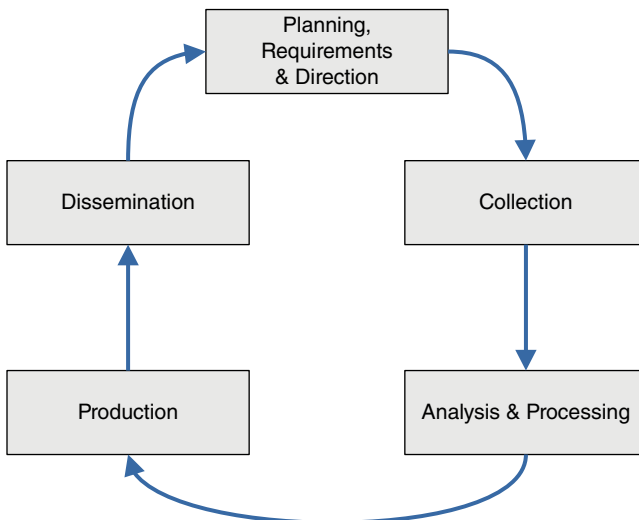 Planning,
Requirements
& Direction
Dissemination
Collection
Production
Analysis & Processing